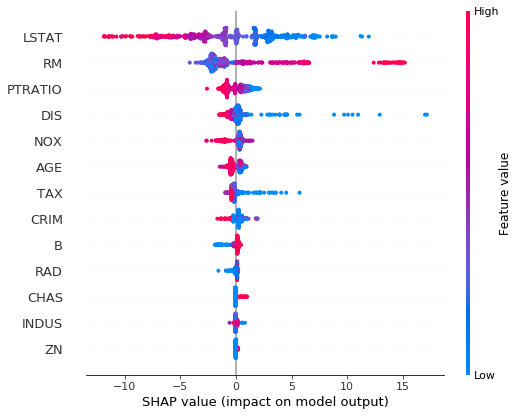 High
LSTAT
RM
PTRATIO
DIS
NOX
AGE
TAX
CRIM
B
RAD
CHAS
INDUS
ZN
Feature value
Low
−10 −5 0 5 10 15
SHAP value (impact on model output)